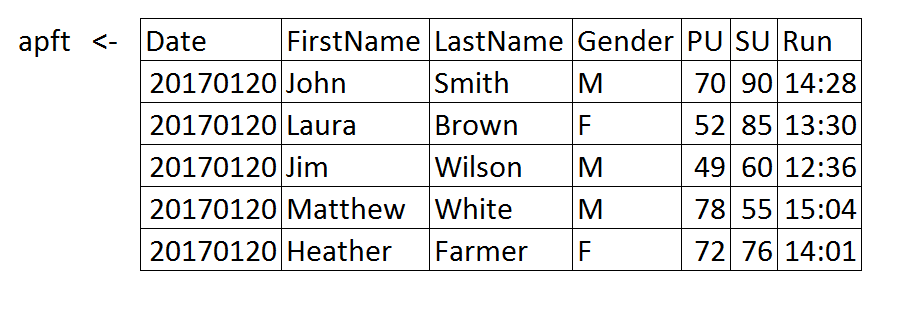 apft <- Date FirstName LastName Gender PU SU Run
20170120 John Smith M 70 90 14:28
20170120 Laura Brown F 52 85 13:30
20170120 Jim Wilson M 49 60 12:36
20170120 Matthew White M 78 55 15:04
20170120 Heather Farmer F 72 76 14:01